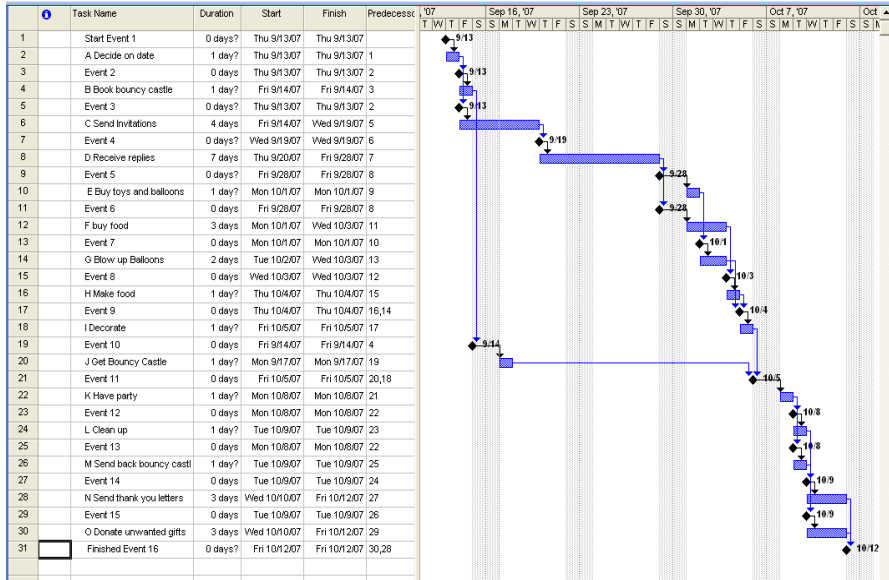 Task Name Duration Start Finish Predecesso , '07 Sep 16, '07 Sep 23, '07 Sep 30, '07 Oct 7, '07 Oct
T W T F S S M T W T F S S M T W T F S S M T W T F S S M T W T F S S M
1 Start Event 1 0 days? Thu 9/13/07 Thu 9/13/07 9/13
2 A Decide on date 1 day? Thu 9/13/07 Thu 9/13/07 1
3 Event 2 0 days Thu 9/13/07 Thu 9/13/07 2 9/13
4 B Book bouncy castle 1 day? Fri 9/14/07 Fri 9/14/07 3
5 Event 3 0 days? Thu 9/13/07 Thu 9/13/07 2 9/13
6 C Send Invitations 4 days Fri 9/14/07 Wed 9/19/07 5
7 Event 4 0 days? Wed 9/19/07 Wed 9/19/07 6 9/19
8 D Receive replies 7 days Thu 9/20/07 Fri 9/28/07 7
9 Event 5 0 days? Fri 9/28/07 Fri 9/28/07 8 9/28
10 E Buy toys and balloons 1 day? Mon 10/1/07 Mon 10/1/07 9
11 Event 6 0 days Fri 9/28/07 Fri 9/28/07 8 9/28
12 F buy food 3 days Mon 10/1/07 Wed 10/3/07 11
13 Event 7 0 days Mon 10/1/07 Mon 10/1/07 10 10/1
14 G Blow up Balloons 2 days Tue 10/2/07 Wed 10/3/07 13
15 Event 8 0 days Wed 10/3/07 Wed 10/3/07 12 10/3
16 H Make food 1 day? Thu 10/4/07 Thu 10/4/07 15
17 Event 9 0 days Thu 10/4/07 Thu 10/4/07 16,14 10/4
18 I Decorate 1 day? Fri 10/5/07 Fri 10/5/07 17
19 Event 10 0 days Fri 9/14/07 Fri 9/14/07 4 9/14
20 J Get Bouncy Castle 1 day? Mon 9/17/07 Mon 9/17/07 19
21 Event 11 0 days Fri 10/5/07 Fri 10/5/07 20,18 10/5
22 K Have party 1 day? Mon 10/8/07 Mon 10/8/07 21
23 Event 12 0 days Mon 10/8/07 Mon 10/8/07 22 10/8
24 L Clean up 1 day? Tue 10/9/07 Tue 10/9/07 23
25 Event 13 0 days Mon 10/8/07 Mon 10/8/07 22 10/8
26 M Send back bouncy castl 1 day? Tue 10/9/07 Tue 10/9/07 25
27 Event 14 0 days Tue 10/9/07 Tue 10/9/07 24 10/9
28 N Send thank you letters 3 days Wed 10/10/07 Fri 10/12/07 27
29 Event 15 0 days Tue 10/9/07 Tue 10/9/07 26 10/9
30 O Donate unwanted gifts 3 days Wed 10/10/07 Fri 10/12/07 29
31 Finished Event 16 0 days? Fri 10/12/07 Fri 10/12/07 30,28 10/12